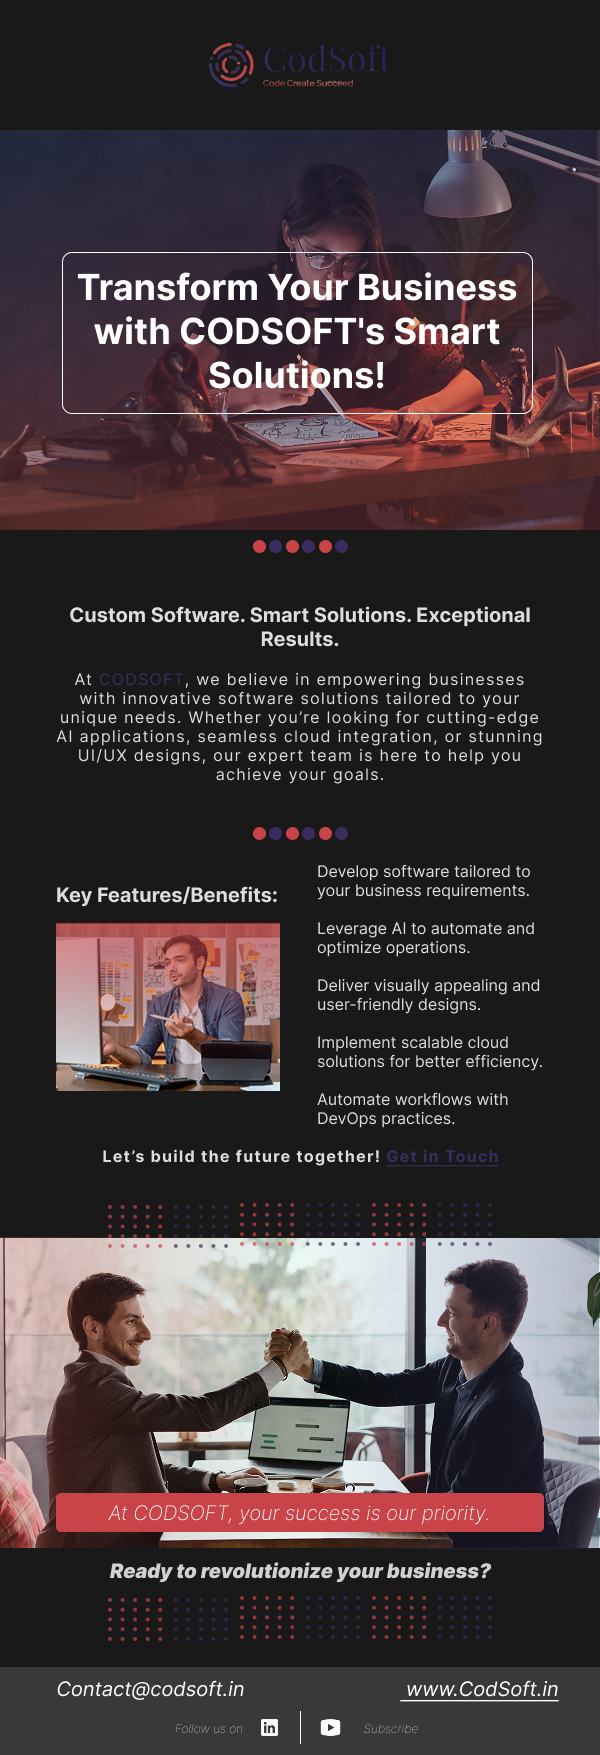 CodSoft
Code Create Succeed
Transform Your Business
with CODSOFT's Smart
Solutions!
Custom Software. Smart Solutions. Exceptional
Results.
At CODSOFT, we believe in empowering businesses
with innovative software solutions tailored to your
unique needs. Whether you’re looking for cutting-edge
AI applications, seamless cloud integration, or stunning
UI/UX designs, our expert team is here to help you
achieve your goals.
Key Features/Benefits:
Develop software tailored to
your business requirements.
Leverage AI to automate and
optimize operations.
Deliver visually appealing and
user-friendly designs.
Implement scalable cloud
solutions for better efficiency.
Automate workflows with
DevOps practices.
Let’s build the future together! Get in Touch
At CODSOFT, your success is our priority.
Ready to revolutionize your business?
Contact@codsoft.in
www.CodSoft.in
Follow us on
in
Subscribe